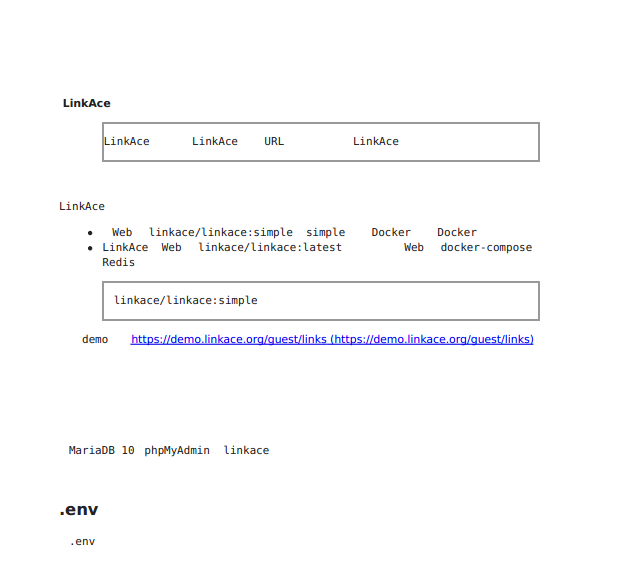 LinkAce
LinkAce LinkAce URL LinkAce
LinkAce
• Web linkace/linkace:simple simple Docker Docker
• LinkAce Web linkace/linkace:latest Web docker-compose
Redis
linkace/linkace:simple
demo https://demo.linkace.org/guest/links (https://demo.linkace.org/guest/links)
MariaDB 10 phpMyAdmin linkace
.env
.env